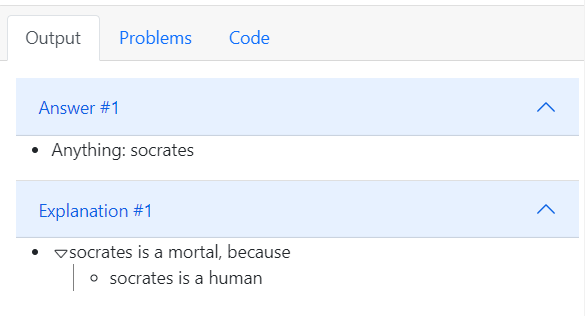 Output Problems Code
Answer #1
Anything: socrates
Explanation #1
socrates is a mortal, because
socrates is a human